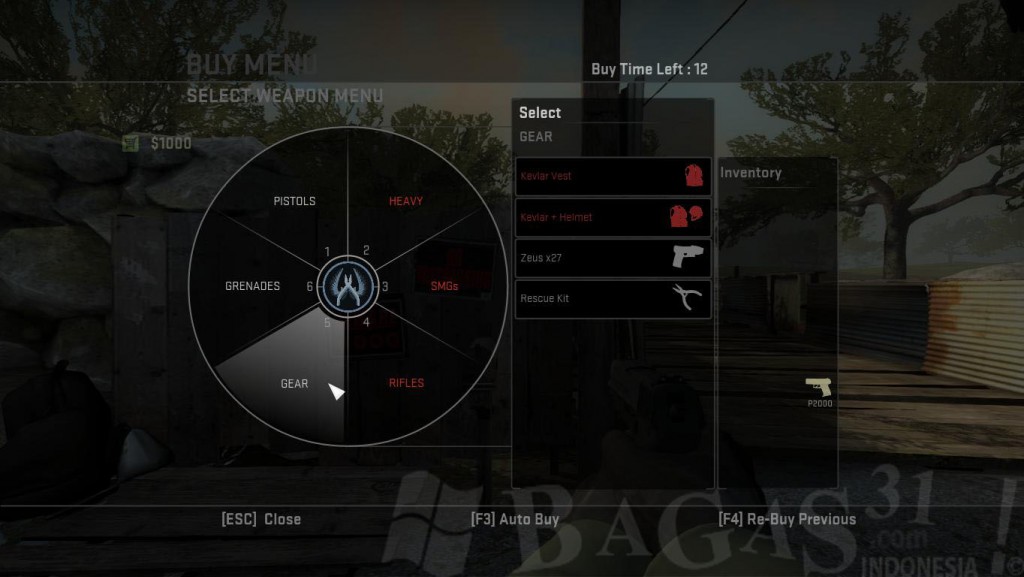 BUY MENU
Buy Time Left : 12
SELECT WEAPON MENU
$1000
PISTOLS
HEAVY
1
2
GRENADES
6
3
SMGs
5
4
GEAR
RIFLES
Select
GEAR
Kevlar Vest
Kevlar + Helmet
Zeus x27
Rescue Kit
Inventory
P2000
[ESC] Close
[F3] Auto Buy
[F4] Re-Buy Previous
BAGAS31
.com
INDONESIA